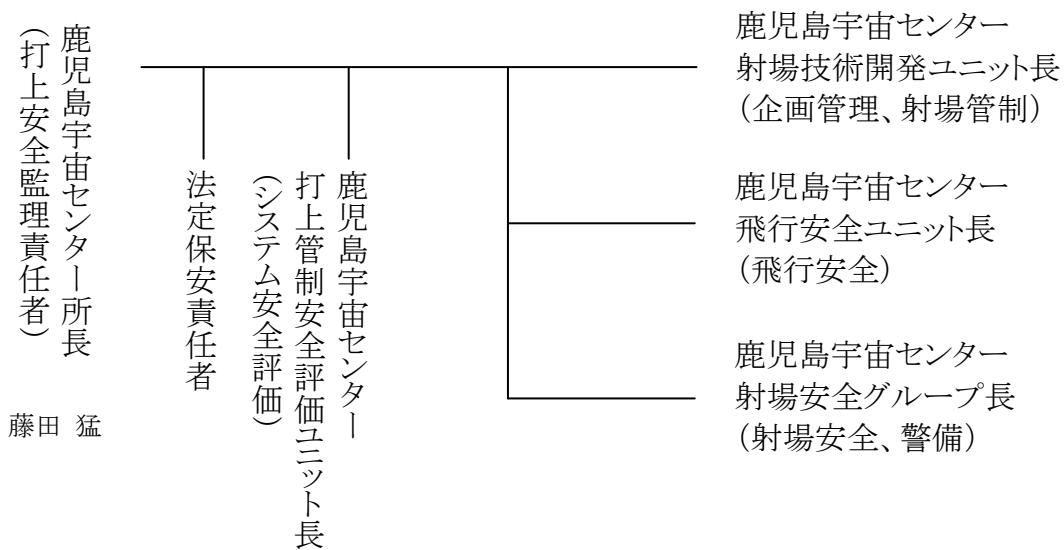 鹿児島宇宙センター所長
(打上安全監理責任者)
藤田 猛
法定保安責任者
鹿児島宇宙センター
打上管制安全評価ユニット長
(システム安全評価)
鹿児島宇宙センター
射場技術開発ユニット長
(企画管理、射場管制)
鹿児島宇宙センター
飛行安全ユニット長
(飛行安全)
鹿児島宇宙センター
射場安全グループ長
(射場安全、警備)